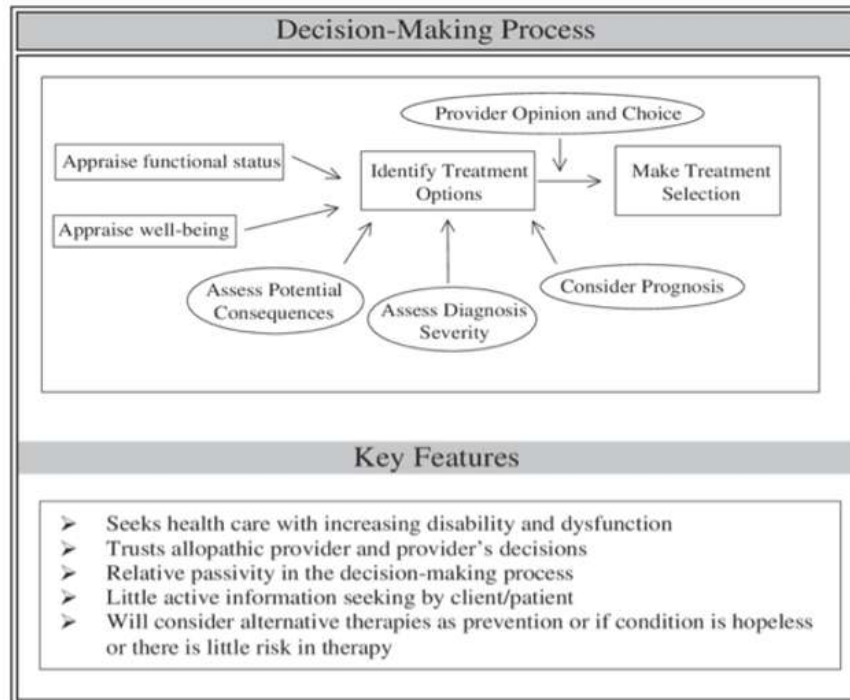 Decision-Making Process
Provider Opinion and Choice
Appraise functional status
Identify Treatment
Options
Make Treatment
Selection
Appraise well-being
Assess Potential
Consequences
Assess Diagnosis
Severity
Consider Prognosis
Key Features
➤ Seeks health care with increasing disability and dysfunction
➤ Trusts allopathic provider and provider's decisions
➤ Relative passivity in the decision-making process
➤ Little active information seeking by client/patient
➤ Will consider alternative therapies as prevention or if condition is hopeless
or there is little risk in therapy